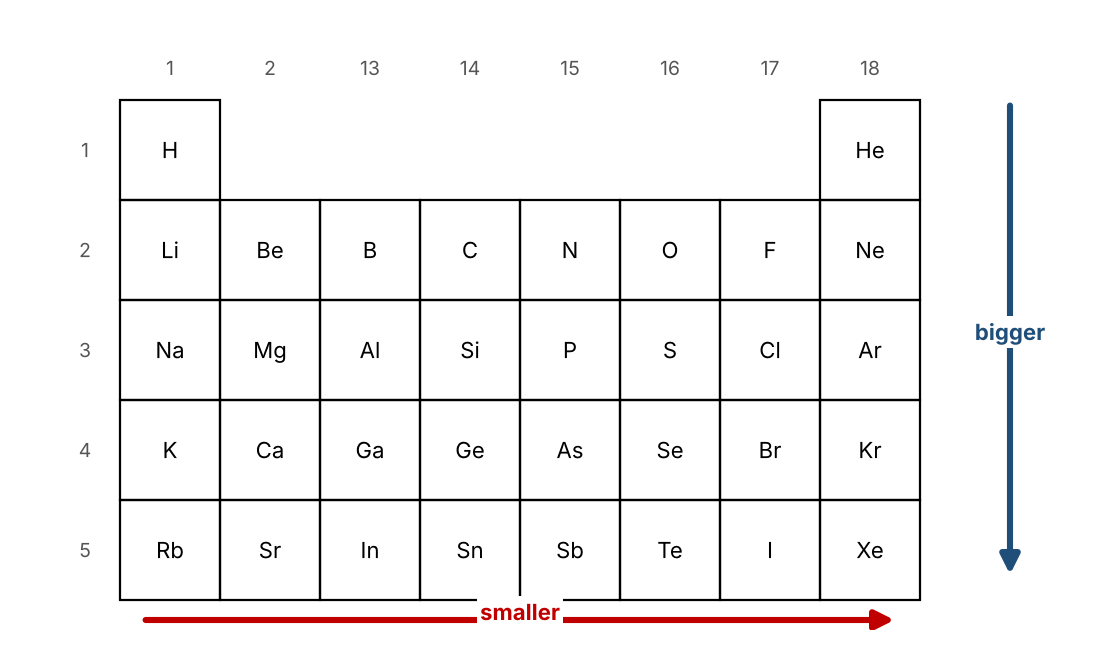 1 2 13 14 15 16 17 18
1 H He
2 Li Be B C N O F Ne
bigger
3 Na Mg Al Si P S Cl Ar
4 K Ca Ga Ge As Se Br Kr
5 Rb Sr In Sn Sb Te I Xe
smaller